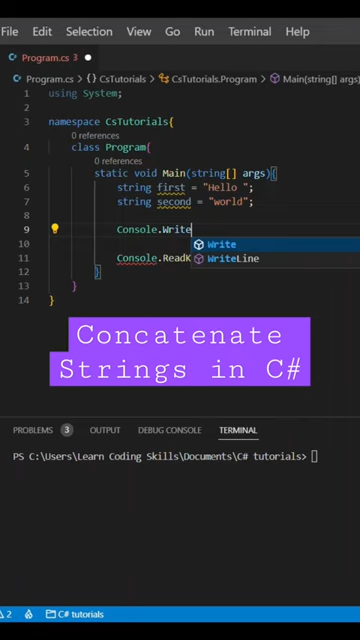 File Edit Selection View Go Run Terminal H
Program.cs
Program.cs > {} CsTutorials > CsTutorials.Program > Main(string[] args)
1 using System;
2
3 namespace CsTutorials{
0 references
4 class Program{
0 references
5 static void Main(string[] args){
6 string first = "Hello ";
7 string second = "world";
8
9 Console.Write
Write
10
WriteLine
11 Console.ReadK
12 }
13 }
14 }
Concatenate
Strings in C#
PROBLEMS 3 OUTPUT DEBUG CONSOLE TERMINAL
PS C:\Users\Learn Coding Skills\Documents\C# tutorials>
2 C# tutorials